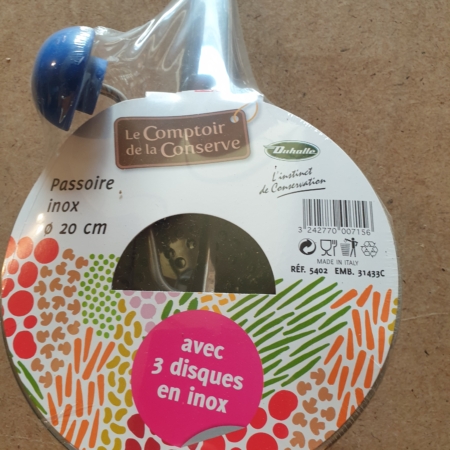 Le Comptoir
de la Conserve
Duhalle
L'instinct
de Conservation
Passoire
inox
ø 20 cm
3 242770 007156
MADE IN ITALY
RÉF. 5402 EMB. 31433C
avec
3 disques
en inox